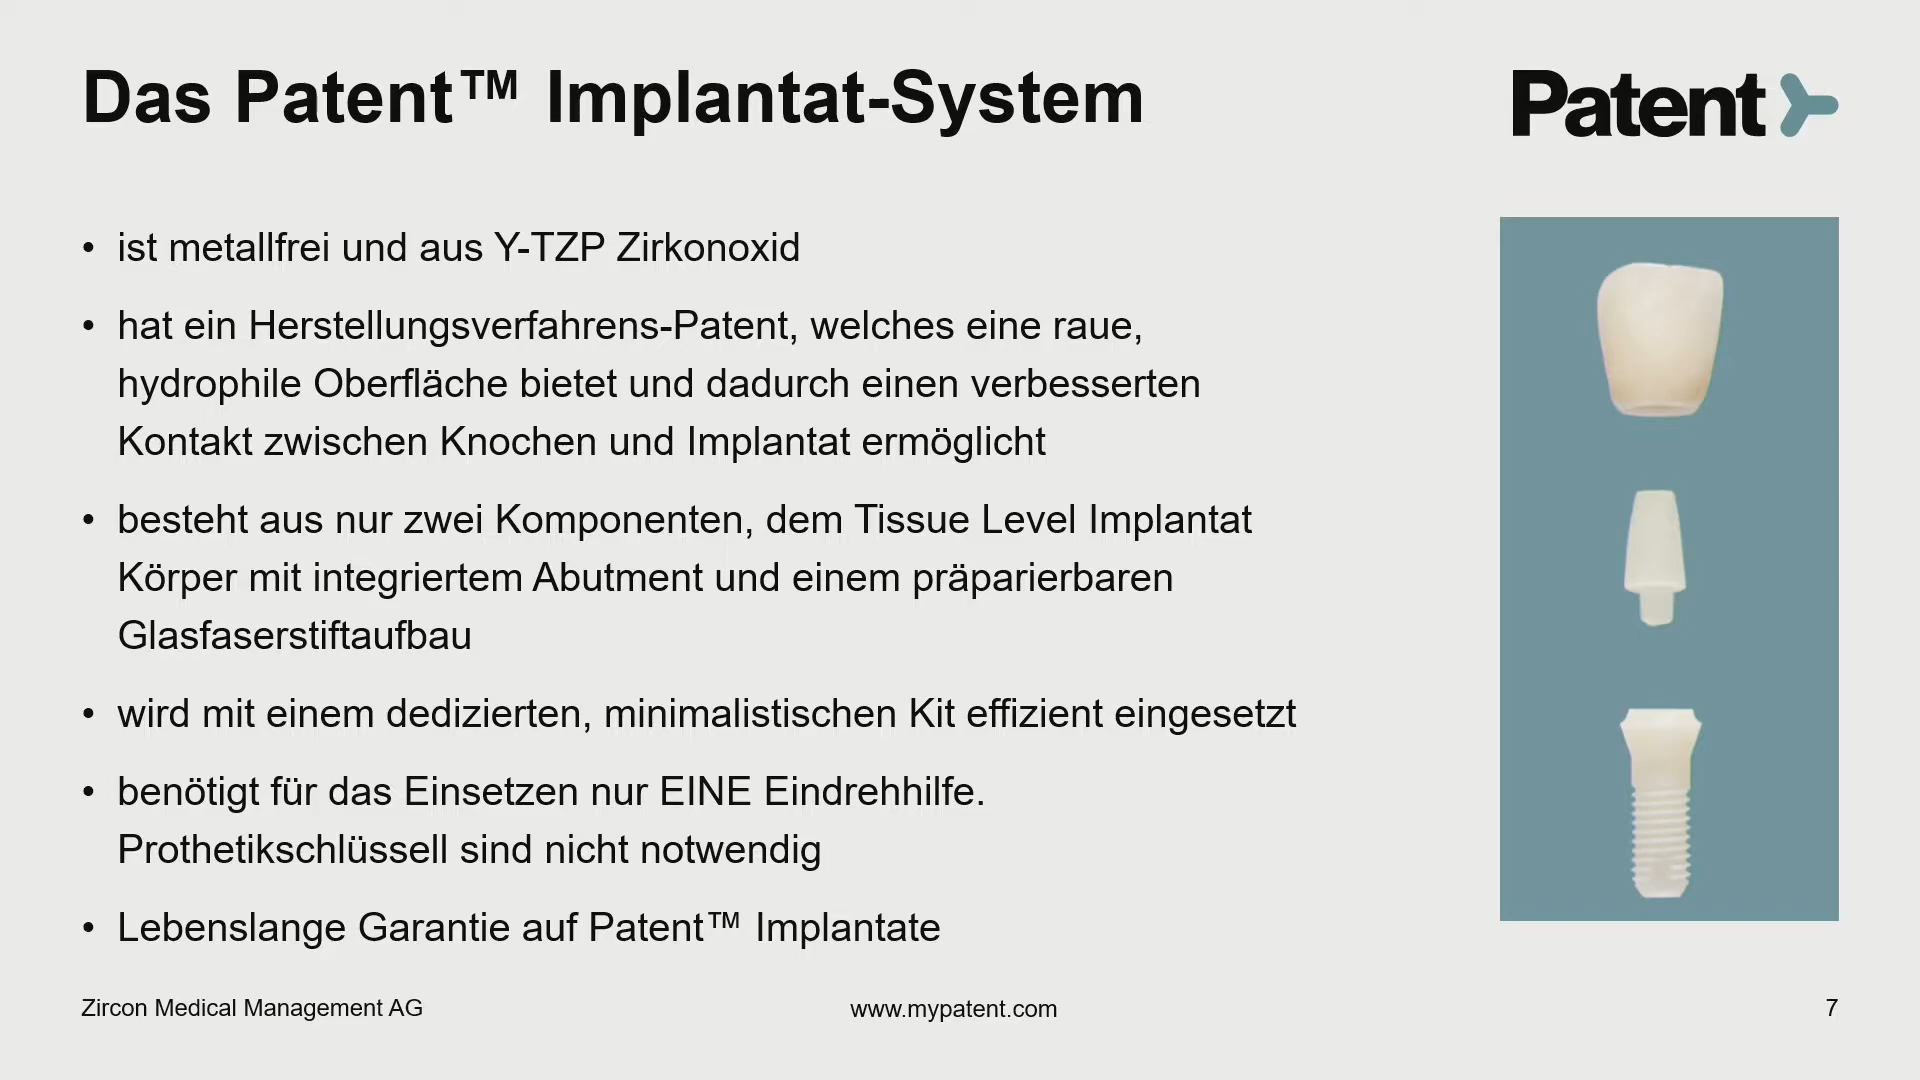 Das Patent™ Implantat-System
Patent
• ist metallfrei und aus Y-TZP Zirkonoxid
• hat ein Herstellungsverfahrens-Patent, welches eine raue,
hydrophile Oberfläche bietet und dadurch einen verbesserten
Kontakt zwischen Knochen und Implantat ermöglicht
• besteht aus nur zwei Komponenten, dem Tissue Level Implantat
Körper mit integriertem Abutment und einem präparierbaren
Glasfaserstiftaufbau
• wird mit einem dedizierten, minimalistischen Kit effizient eingesetzt
• benötigt für das Einsetzen nur EINE Eindrehhilfe.
Prothetikschlüssell sind nicht notwendig
• Lebenslange Garantie auf Patent™ Implantate
Zircon Medical Management AG
www.mypatent.com
7